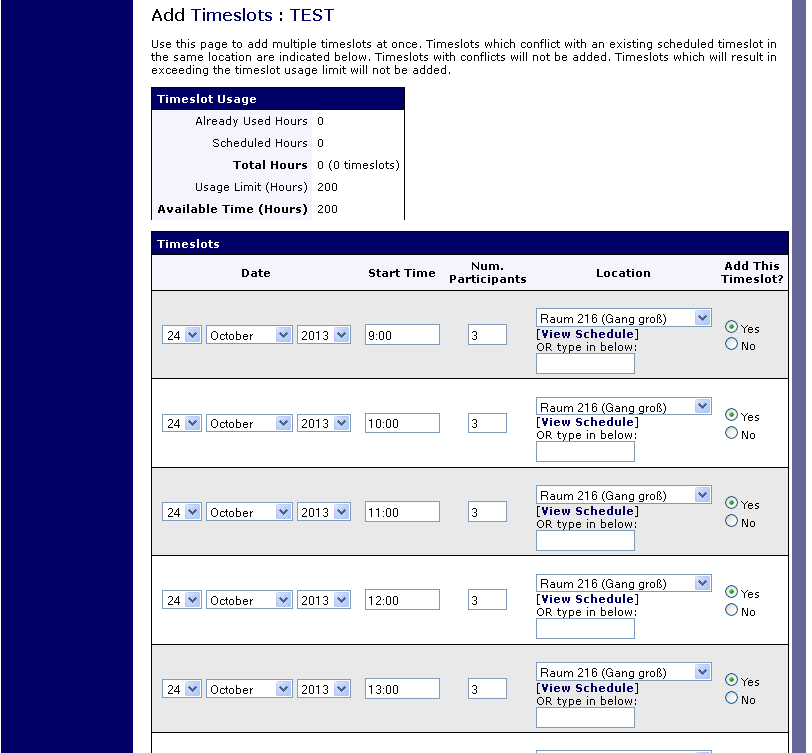 Add Timeslots : TEST
Use this page to add multiple timeslots at once. Timeslots which conflict with an existing scheduled timeslot in
the same location are indicated below. Timeslots with conflicts will not be added. Timeslots which will result in
exceeding the timeslot usage limit will not be added.
Timeslot Usage
Already Used Hours 0
Scheduled Hours 0
Total Hours 0 (0 timeslots)
Usage Limit (Hours) 200
Available Time (Hours) 200
Timeslots
Date Start Time Num. Participants Location Add This Timeslot?
24 October 2013 9:00 3 Raum 216 (Gang groß)
[View Schedule]
OR type in below:
Yes
No
24 October 2013 10:00 3 Raum 216 (Gang groß)
[View Schedule]
OR type in below:
Yes
No
24 October 2013 11:00 3 Raum 216 (Gang groß)
[View Schedule]
OR type in below:
Yes
No
24 October 2013 12:00 3 Raum 216 (Gang groß)
[View Schedule]
OR type in below:
Yes
No
24 October 2013 13:00 3 Raum 216 (Gang groß)
[View Schedule]
OR type in below:
Yes
No